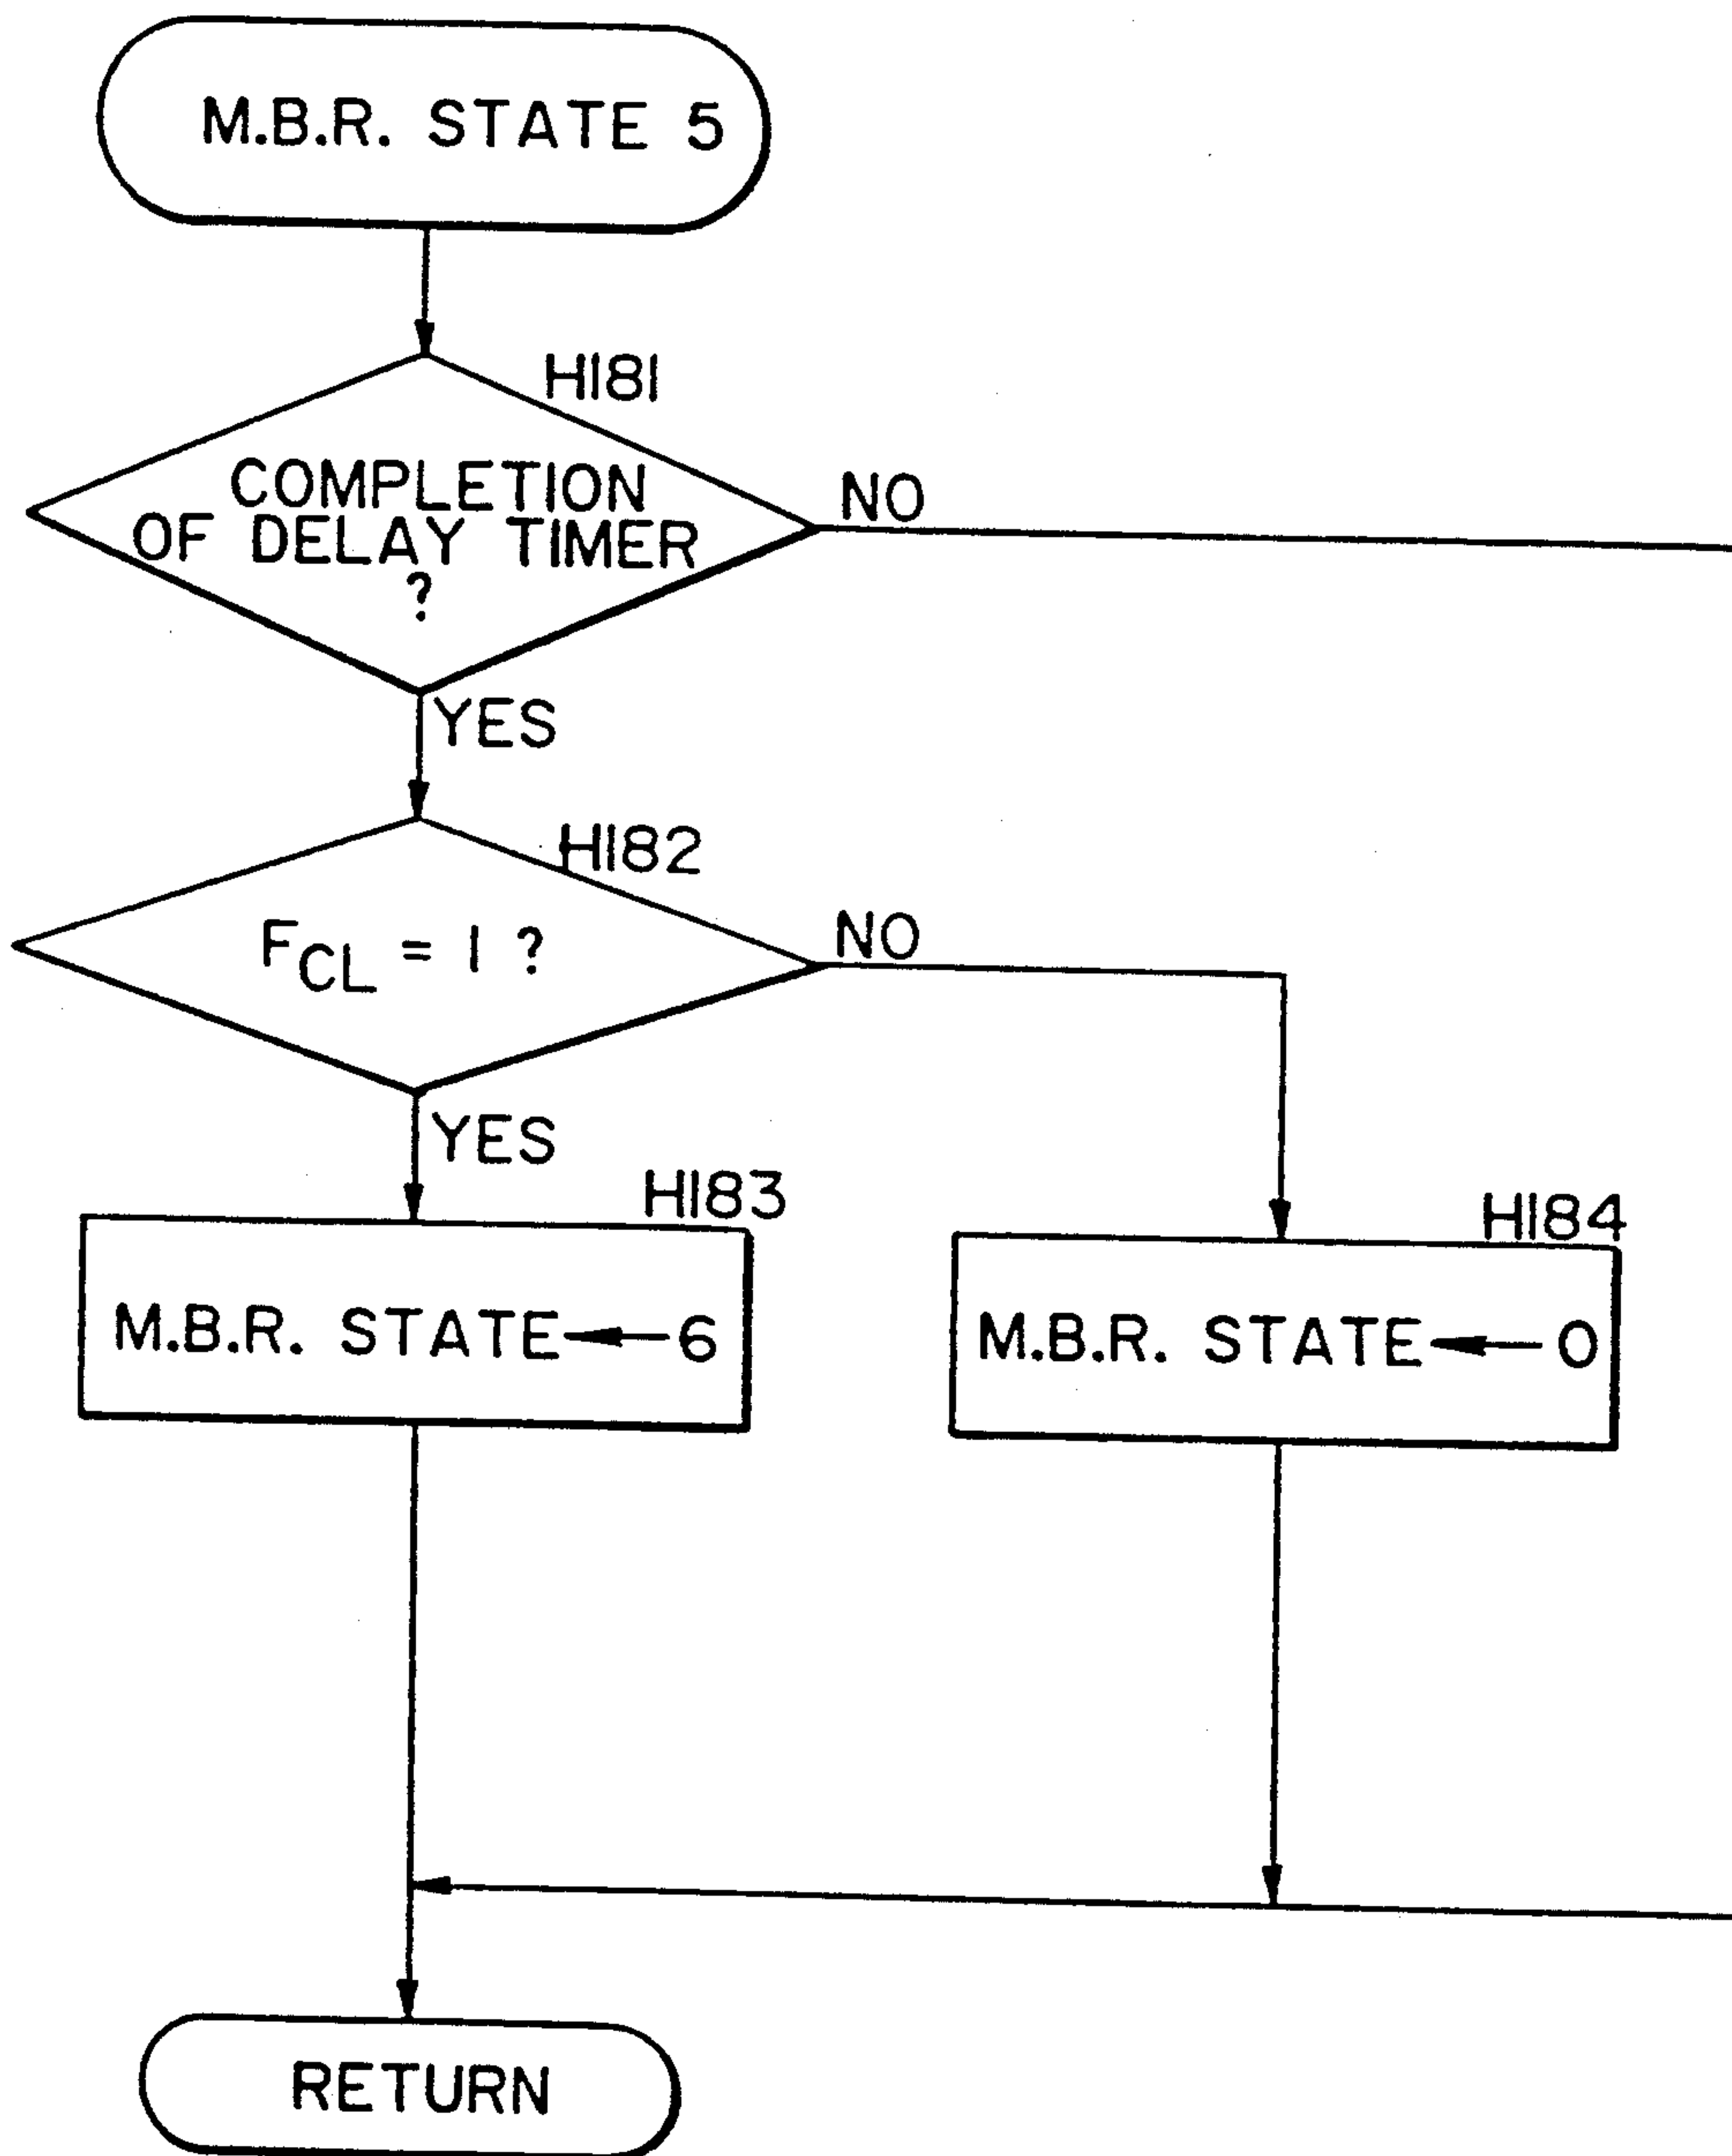 M.B.R. STATE 5
H181
COMPLETION
OF DELAY TIMER
?
NO
YES
H182
FCL = 1 ?
NO
YES
H183
M.B.R. STATE ← 6
H184
M.B.R. STATE ← 0
RETURN